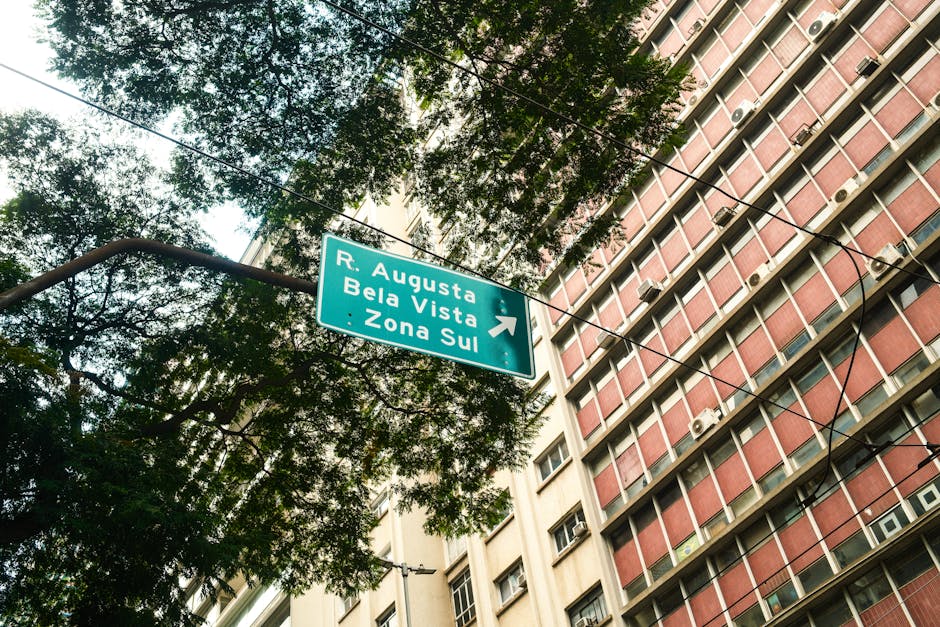 R. Augusta
Bela Vista
Zona Sul